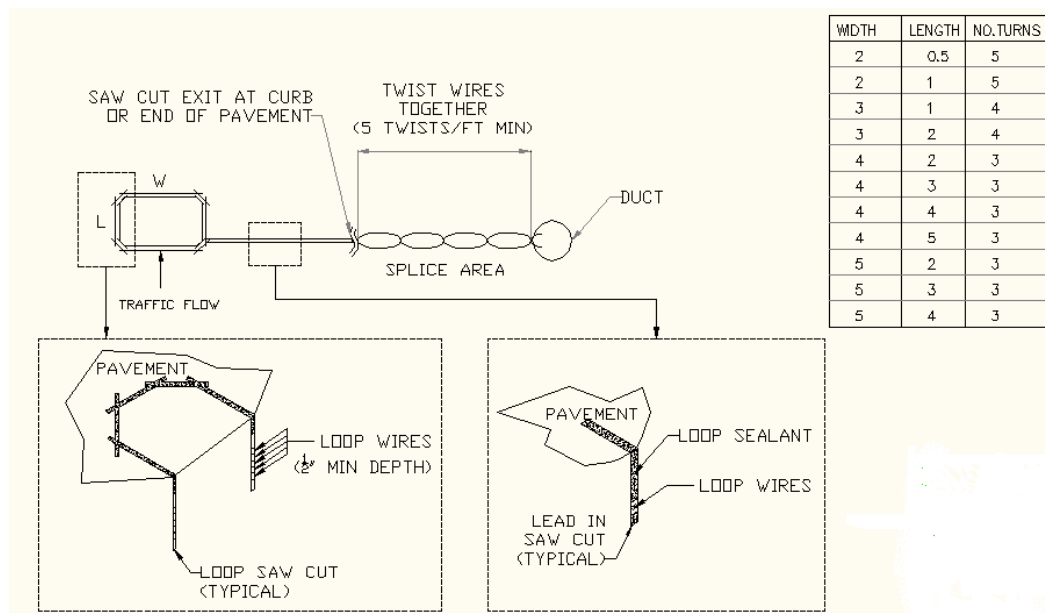 WIDTH LENGTH NO.TURNS
2 0.5 5
2 1 5
3 1 4
3 2 4
4 2 3
4 3 3
4 4 3
4 5 3
5 2 3
5 3 3
5 4 3
SAW CUT EXIT AT CURB
OR END OF PAVEMENT
TWIST WIRES
TOGETHER
(5 TWISTS/FT MIN)
W
L
DUCT
SPLICE AREA
TRAFFIC FLOW
PAVEMENT
LOOP WIRES
(½" MIN DEPTH)
LOOP SAW CUT
(TYPICAL)
PAVEMENT
LOOP SEALANT
LOOP WIRES
LEAD IN
SAW CUT
(TYPICAL)